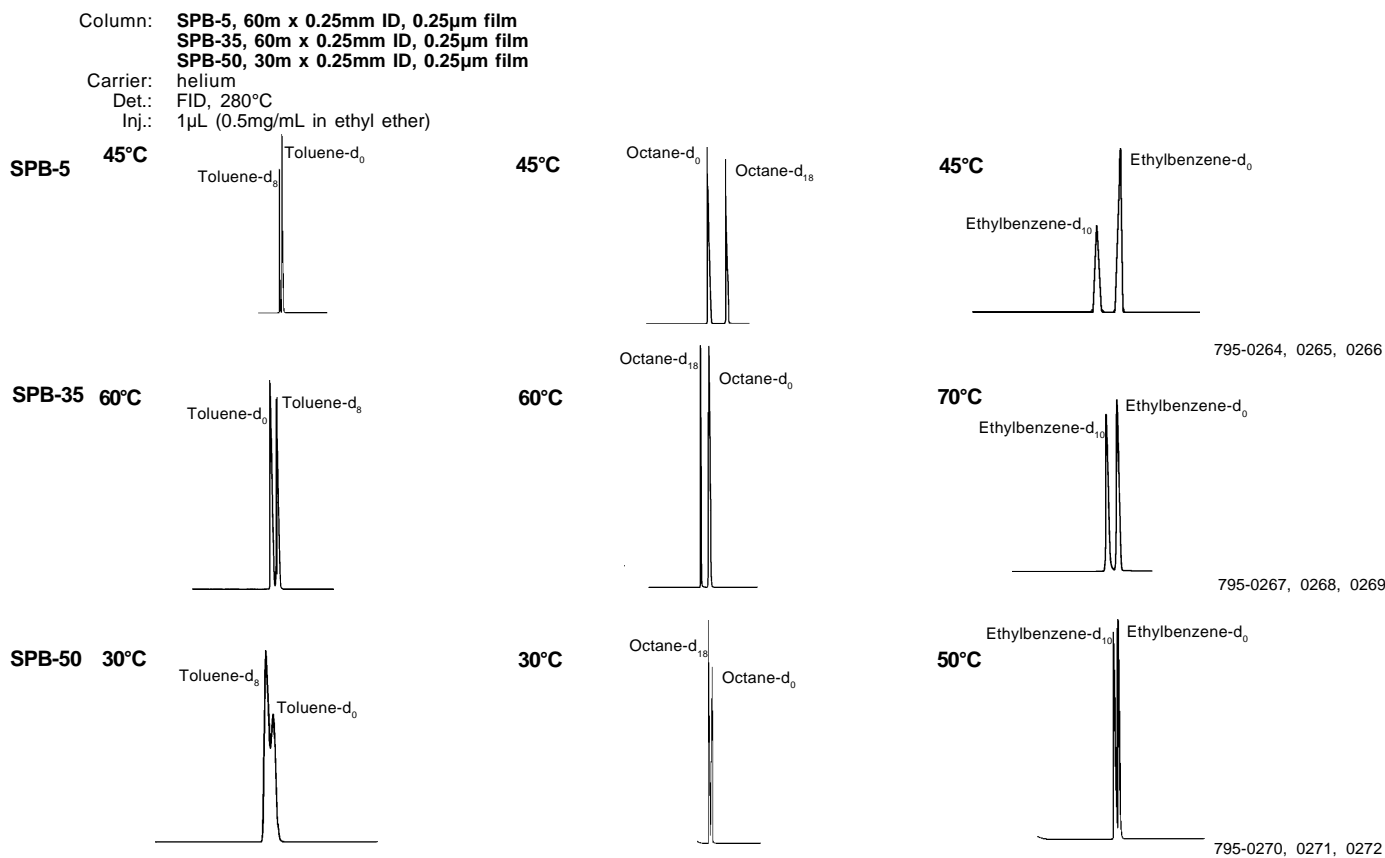 Column: SPB-5, 60m x 0.25mm ID, 0.25µm film
SPB-35, 60m x 0.25mm ID, 0.25µm film
SPB-50, 30m x 0.25mm ID, 0.25µm film
Carrier: helium
Det.: FID, 280°C
Inj.: 1µL (0.5mg/mL in ethyl ether)
SPB-5
45°C
Toluene-d₀
Toluene-d₈
45°C
Octane-d₀
Octane-d₁₈
45°C
Ethylbenzene-d₀
Ethylbenzene-d₁₀
795-0264, 0265, 0266
SPB-35
60°C
Toluene-d₀
Toluene-d₈
60°C
Octane-d₁₈
Octane-d₀
70°C
Ethylbenzene-d₀
Ethylbenzene-d₁₀
795-0267, 0268, 0269
SPB-50
30°C
Toluene-d₈
Toluene-d₀
30°C
Octane-d₁₈
Octane-d₀
50°C
Ethylbenzene-d₁₀
Ethylbenzene-d₀
795-0270, 0271, 0272